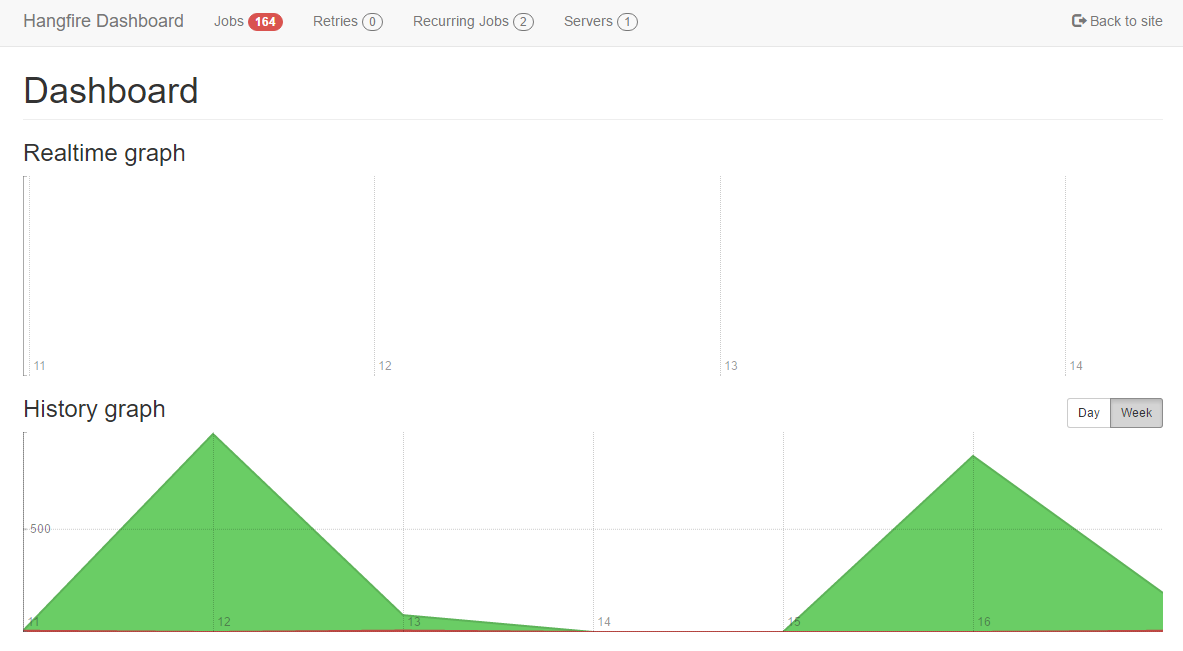 Hangfire Dashboard Jobs 164 Retries 0 Recurring Jobs 2 Servers 1 Back to site
Dashboard
Realtime graph
11 12 13 14
History graph Day Week
500
11 12 13 14 15 16